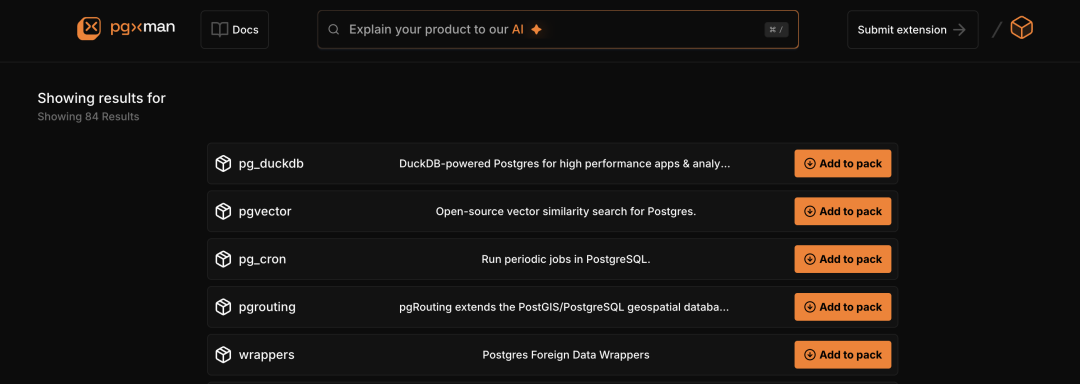 pgxman
Docs
Explain your product to our AI
⌘ /
Submit extension
/
Showing results for
Showing 84 Results
pg_duckdb
DuckDB-powered Postgres for high performance apps & analy...
Add to pack
pgvector
Open-source vector similarity search for Postgres.
Add to pack
pg_cron
Run periodic jobs in PostgreSQL.
Add to pack
pgrouting
pgRouting extends the PostGIS/PostgreSQL geospatial databa...
Add to pack
wrappers
Postgres Foreign Data Wrappers
Add to pack